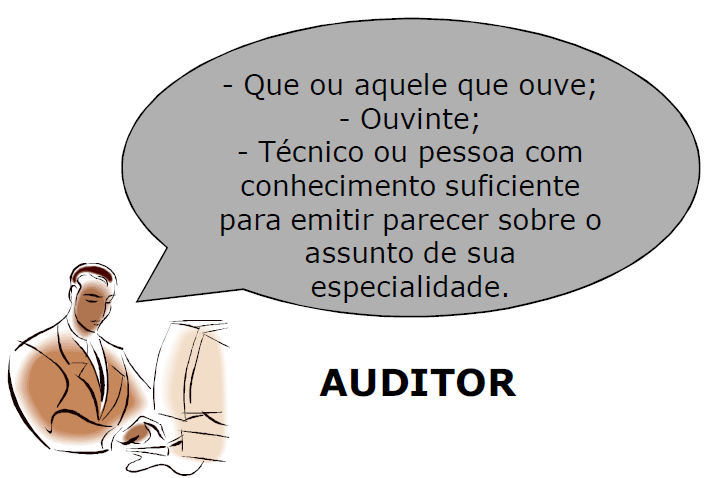 - Que ou aquele que ouve;
- Ouvinte;
- Técnico ou pessoa com
conhecimento suficiente
para emitir parecer sobre o
assunto de sua
especialidade.
AUDITOR